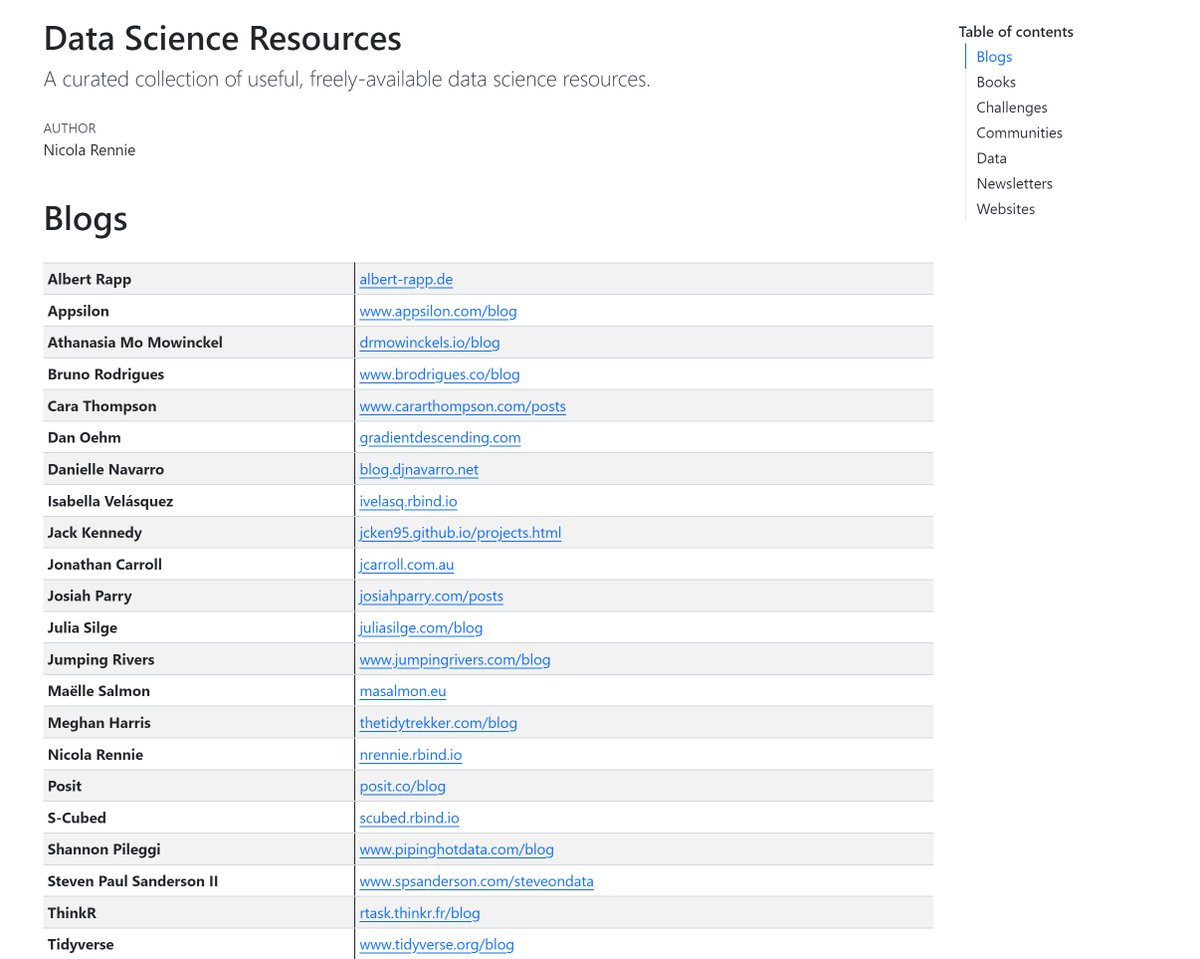 Data Science Resources
A curated collection of useful, freely-available data science resources.
AUTHOR
Nicola Rennie
Table of contents
Blogs
Books
Challenges
Communities
Data
Newsletters
Websites
Blogs
Albert Rapp albert-rapp.de
Appsilon www.appsilon.com/blog
Athanasia Mo Mowinckel drmowinckels.io/blog
Bruno Rodrigues www.brodrigues.co/blog
Cara Thompson www.cararthompson.com/posts
Dan Oehm gradientdescending.com
Danielle Navarro blog.djnavarro.net
Isabella Velásquez ivelasq.rbind.io
Jack Kennedy jcken95.github.io/projects.html
Jonathan Carroll jcarroll.com.au
Josiah Parry josiahparry.com/posts
Julia Silge juliasilge.com/blog
Jumping Rivers www.jumpingrivers.com/blog
Maëlle Salmon masalmon.eu
Meghan Harris thetidytrekker.com/blog
Nicola Rennie nrennie.rbind.io
Posit posit.co/blog
S-Cubed scubed.rbind.io
Shannon Pileggi www.pipinghotdata.com/blog
Steven Paul Sanderson II www.spsanderson.com/steveondata
ThinkR rtask.thinkr.fr/blog
Tidyverse www.tidyverse.org/blog